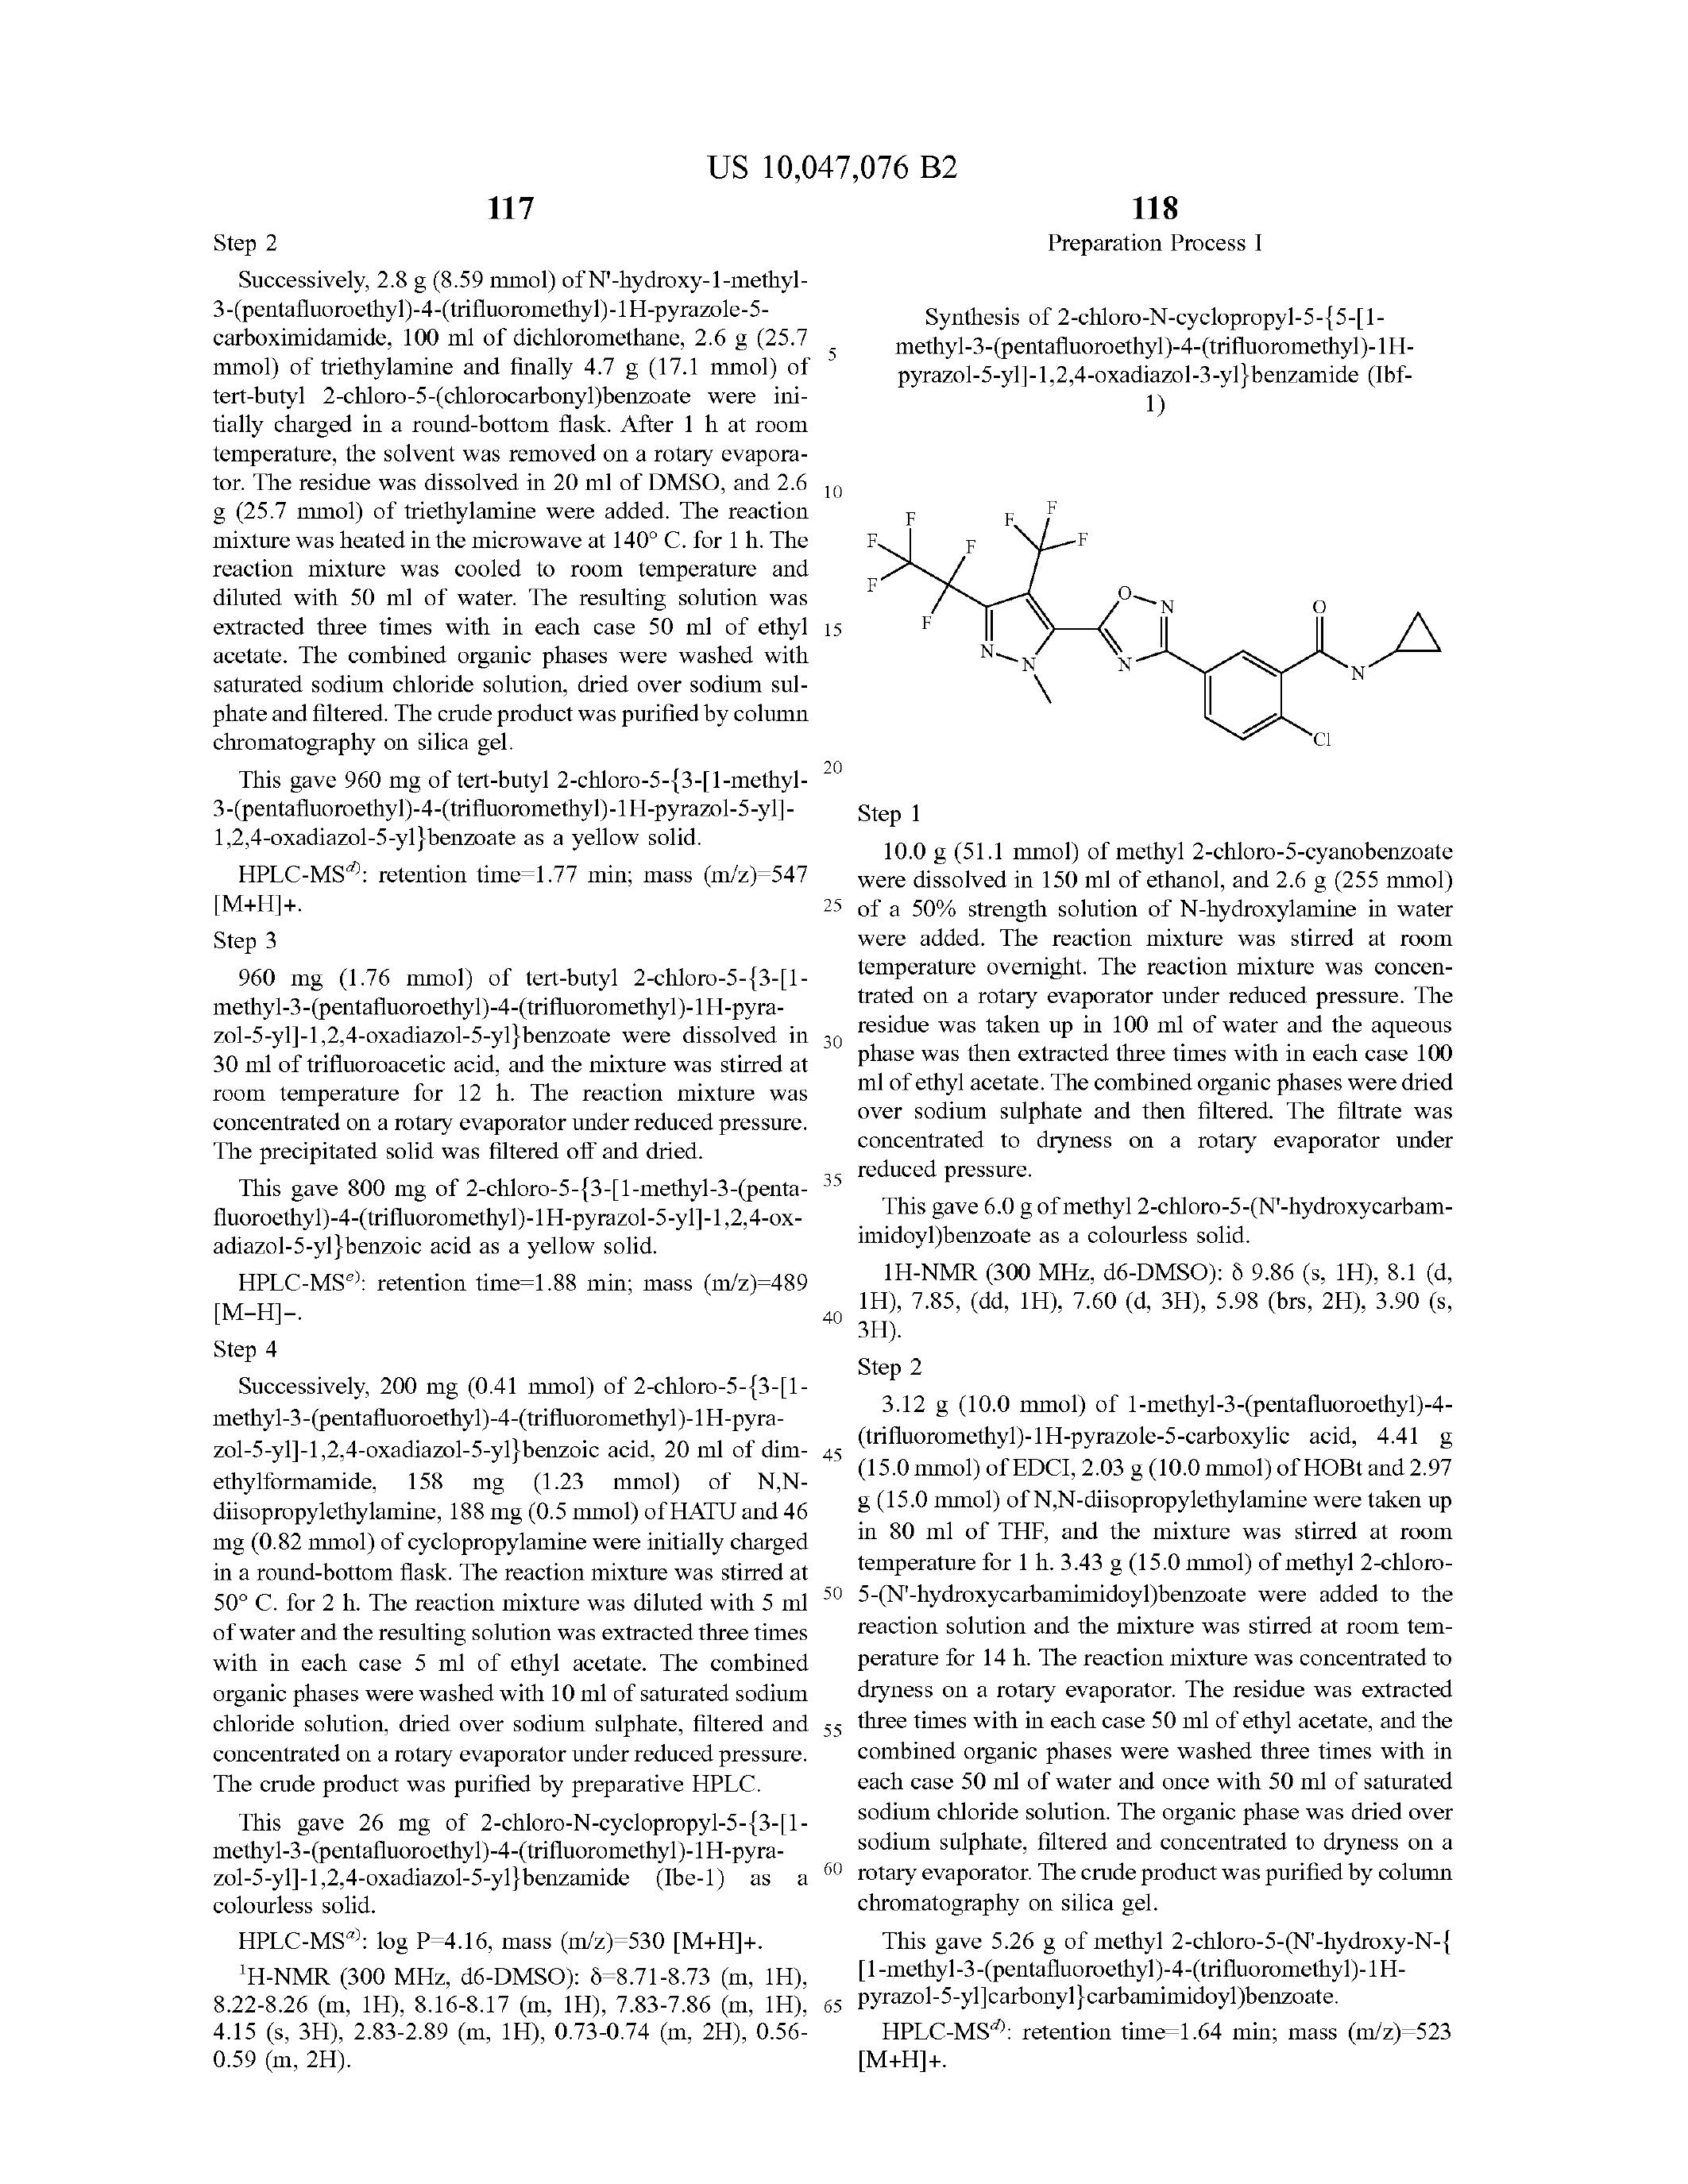 US 10,047,076 B2
117
Step 2
Successively, 2.8 g (8.59 mmol) of N'-hydroxy-1-methyl-
3-(pentafluoroethyl)-4-(trifluoromethyl)-1H-pyrazole-5-
carboximidamide, 100 ml of dichloromethane, 2.6 g (25.7
mmol) of triethylamine and finally 4.7 g (17.1 mmol) of
tert-butyl 2-chloro-5-(chlorocarbonyl)benzoate were ini-
tially charged in a round-bottom flask. After 1 h at room
temperature, the solvent was removed on a rotary evapora-
tor. The residue was dissolved in 20 ml of DMSO, and 2.6
g (25.7 mmol) of triethylamine were added. The reaction
mixture was heated in the microwave at 140° C. for 1 h. The
reaction mixture was cooled to room temperature and
diluted with 50 ml of water. The resulting solution was
extracted three times with in each case 50 ml of ethyl
acetate. The combined organic phases were washed with
saturated sodium chloride solution, dried over sodium sul-
phate and filtered. The crude product was purified by column
chromatography on silica gel.
This gave 960 mg of tert-butyl 2-chloro-5-{3-[1-methyl-
3-(pentafluoroethyl)-4-(trifluoromethyl)-1H-pyrazol-5-yl]-
1,2,4-oxadiazol-5-yl}benzoate as a yellow solid.
HPLC-MS^d): retention time=1.77 min; mass (m/z)=547
[M+H]+.
Step 3
960 mg (1.76 mmol) of tert-butyl 2-chloro-5-{3-[1-
methyl-3-(pentafluoroethyl)-4-(trifluoromethyl)-1H-pyra-
zol-5-yl]-1,2,4-oxadiazol-5-yl}benzoate were dissolved in
30 ml of trifluoroacetic acid, and the mixture was stirred at
room temperature for 12 h. The reaction mixture was
concentrated on a rotary evaporator under reduced pressure.
The precipitated solid was filtered off and dried.
This gave 800 mg of 2-chloro-5-{3-[1-methyl-3-(penta-
fluoroethyl)-4-(trifluoromethyl)-1H-pyrazol-5-yl]-1,2,4-ox-
adiazol-5-yl}benzoic acid as a yellow solid.
HPLC-MS^e): retention time=1.88 min; mass (m/z)=489
[M−H]−.
Step 4
Successively, 200 mg (0.41 mmol) of 2-chloro-5-{3-[1-
methyl-3-(pentafluoroethyl)-4-(trifluoromethyl)-1H-pyra-
zol-5-yl]-1,2,4-oxadiazol-5-yl}benzoic acid, 20 ml of dim-
ethylformamide, 158 mg (1.23 mmol) of N,N-
diisopropylethylamine, 188 mg (0.5 mmol) of HATU and 46
mg (0.82 mmol) of cyclopropylamine were initially charged
in a round-bottom flask. The reaction mixture was stirred at
50° C. for 2 h. The reaction mixture was diluted with 5 ml
of water and the resulting solution was extracted three times
with in each case 5 ml of ethyl acetate. The combined
organic phases were washed with 10 ml of saturated sodium
chloride solution, dried over sodium sulphate, filtered and
concentrated on a rotary evaporator under reduced pressure.
The crude product was purified by preparative HPLC.
This gave 26 mg of 2-chloro-N-cyclopropyl-5-{3-[1-
methyl-3-(pentafluoroethyl)-4-(trifluoromethyl)-1H-pyra-
zol-5-yl]-1,2,4-oxadiazol-5-yl}benzamide (Ibe-1) as a
colourless solid.
HPLC-MS^a): log P=4.16, mass (m/z)=530 [M+H]+.
¹H-NMR (300 MHz, d6-DMSO): δ=8.71-8.73 (m, 1H),
8.22-8.26 (m, 1H), 8.16-8.17 (m, 1H), 7.83-7.86 (m, 1H),
4.15 (s, 3H), 2.83-2.89 (m, 1H), 0.73-0.74 (m, 2H), 0.56-
0.59 (m, 2H).
5
10
15
20
25
30
35
40
45
50
55
60
65
118
Preparation Process I
Synthesis of 2-chloro-N-cyclopropyl-5-{5-[1-
methyl-3-(pentafluoroethyl)-4-(trifluoromethyl)-1H-
pyrazol-5-yl]-1,2,4-oxadiazol-3-yl}benzamide (Ibf-
1)
F F F F F F F F
N N O N N O N Cl
Step 1
10.0 g (51.1 mmol) of methyl 2-chloro-5-cyanobenzoate
were dissolved in 150 ml of ethanol, and 2.6 g (255 mmol)
of a 50% strength solution of N-hydroxylamine in water
were added. The reaction mixture was stirred at room
temperature overnight. The reaction mixture was concen-
trated on a rotary evaporator under reduced pressure. The
residue was taken up in 100 ml of water and the aqueous
phase was then extracted three times with in each case 100
ml of ethyl acetate. The combined organic phases were dried
over sodium sulphate and then filtered. The filtrate was
concentrated to dryness on a rotary evaporator under
reduced pressure.
This gave 6.0 g of methyl 2-chloro-5-(N'-hydroxycarbam-
imidoyl)benzoate as a colourless solid.
1H-NMR (300 MHz, d6-DMSO): δ 9.86 (s, 1H), 8.1 (d,
1H), 7.85, (dd, 1H), 7.60 (d, 3H), 5.98 (brs, 2H), 3.90 (s,
3H).
Step 2
3.12 g (10.0 mmol) of 1-methyl-3-(pentafluoroethyl)-4-
(trifluoromethyl)-1H-pyrazole-5-carboxylic acid, 4.41 g
(15.0 mmol) of EDCI, 2.03 g (10.0 mmol) of HOBt and 2.97
g (15.0 mmol) of N,N-diisopropylethylamine were taken up
in 80 ml of THF, and the mixture was stirred at room
temperature for 1 h. 3.43 g (15.0 mmol) of methyl 2-chloro-
5-(N'-hydroxycarbamimidoyl)benzoate were added to the
reaction solution and the mixture was stirred at room tem-
perature for 14 h. The reaction mixture was concentrated to
dryness on a rotary evaporator. The residue was extracted
three times with in each case 50 ml of ethyl acetate, and the
combined organic phases were washed three times with in
each case 50 ml of water and once with 50 ml of saturated
sodium chloride solution. The organic phase was dried over
sodium sulphate, filtered and concentrated to dryness on a
rotary evaporator. The crude product was purified by column
chromatography on silica gel.
This gave 5.26 g of methyl 2-chloro-5-(N'-hydroxy-N-{
[1-methyl-3-(pentafluoroethyl)-4-(trifluoromethyl)-1H-
pyrazol-5-yl]carbonyl}carbamimidoyl)benzoate.
HPLC-MS^d): retention time=1.64 min; mass (m/z)=523
[M+H]+.